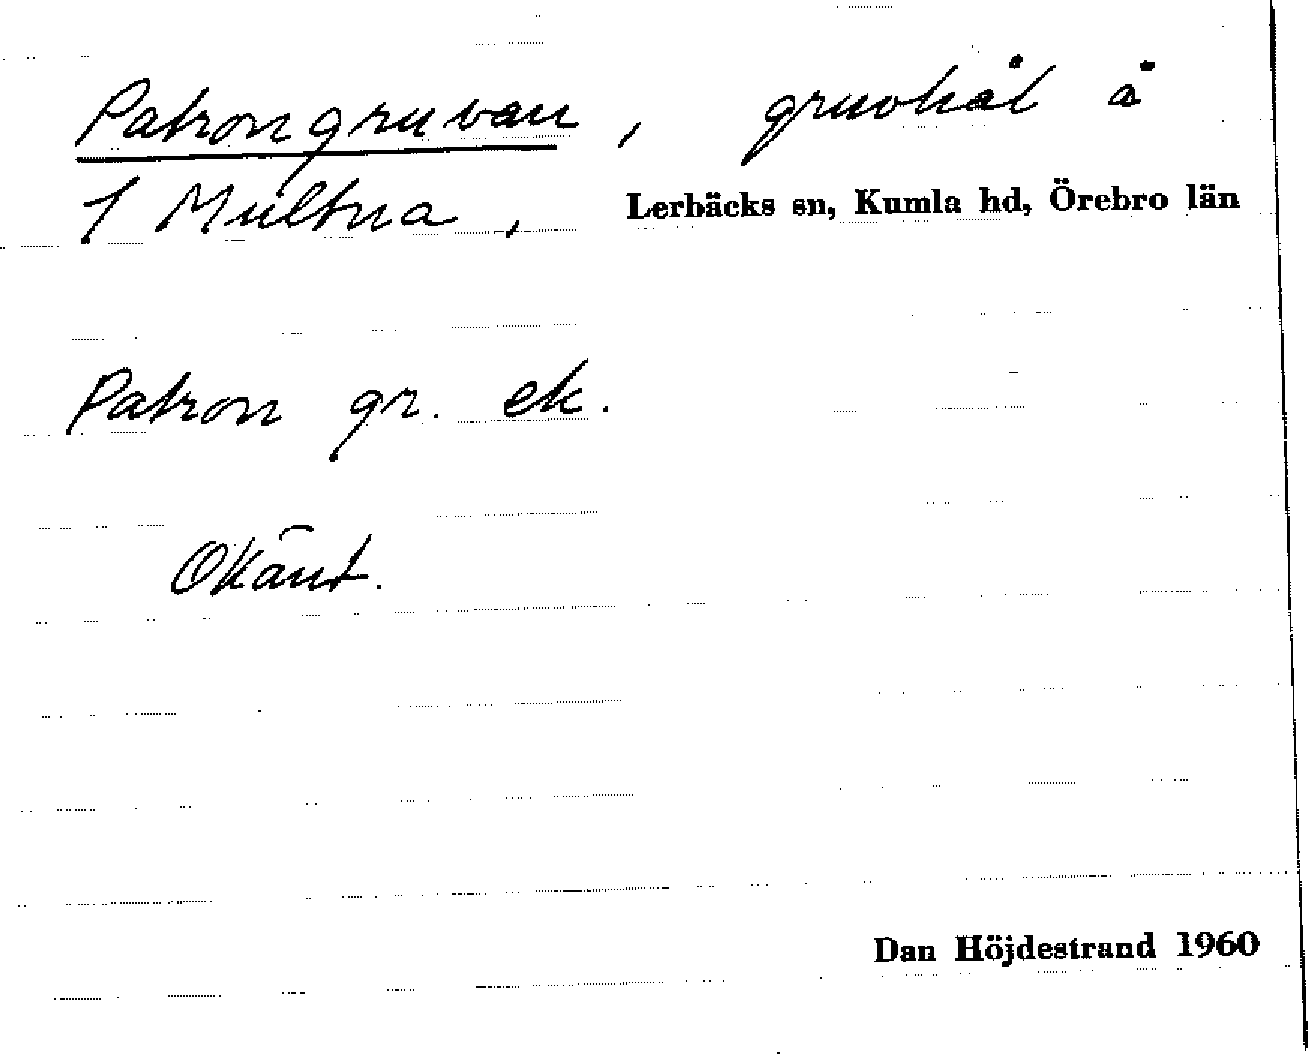 Patrongruvan, gruvhål å
1 Multna, Lerbäcks sn, Kumla hd, Örebro län
Patron gr. ek.
Okänt.
Dan Höjdestrand 1960